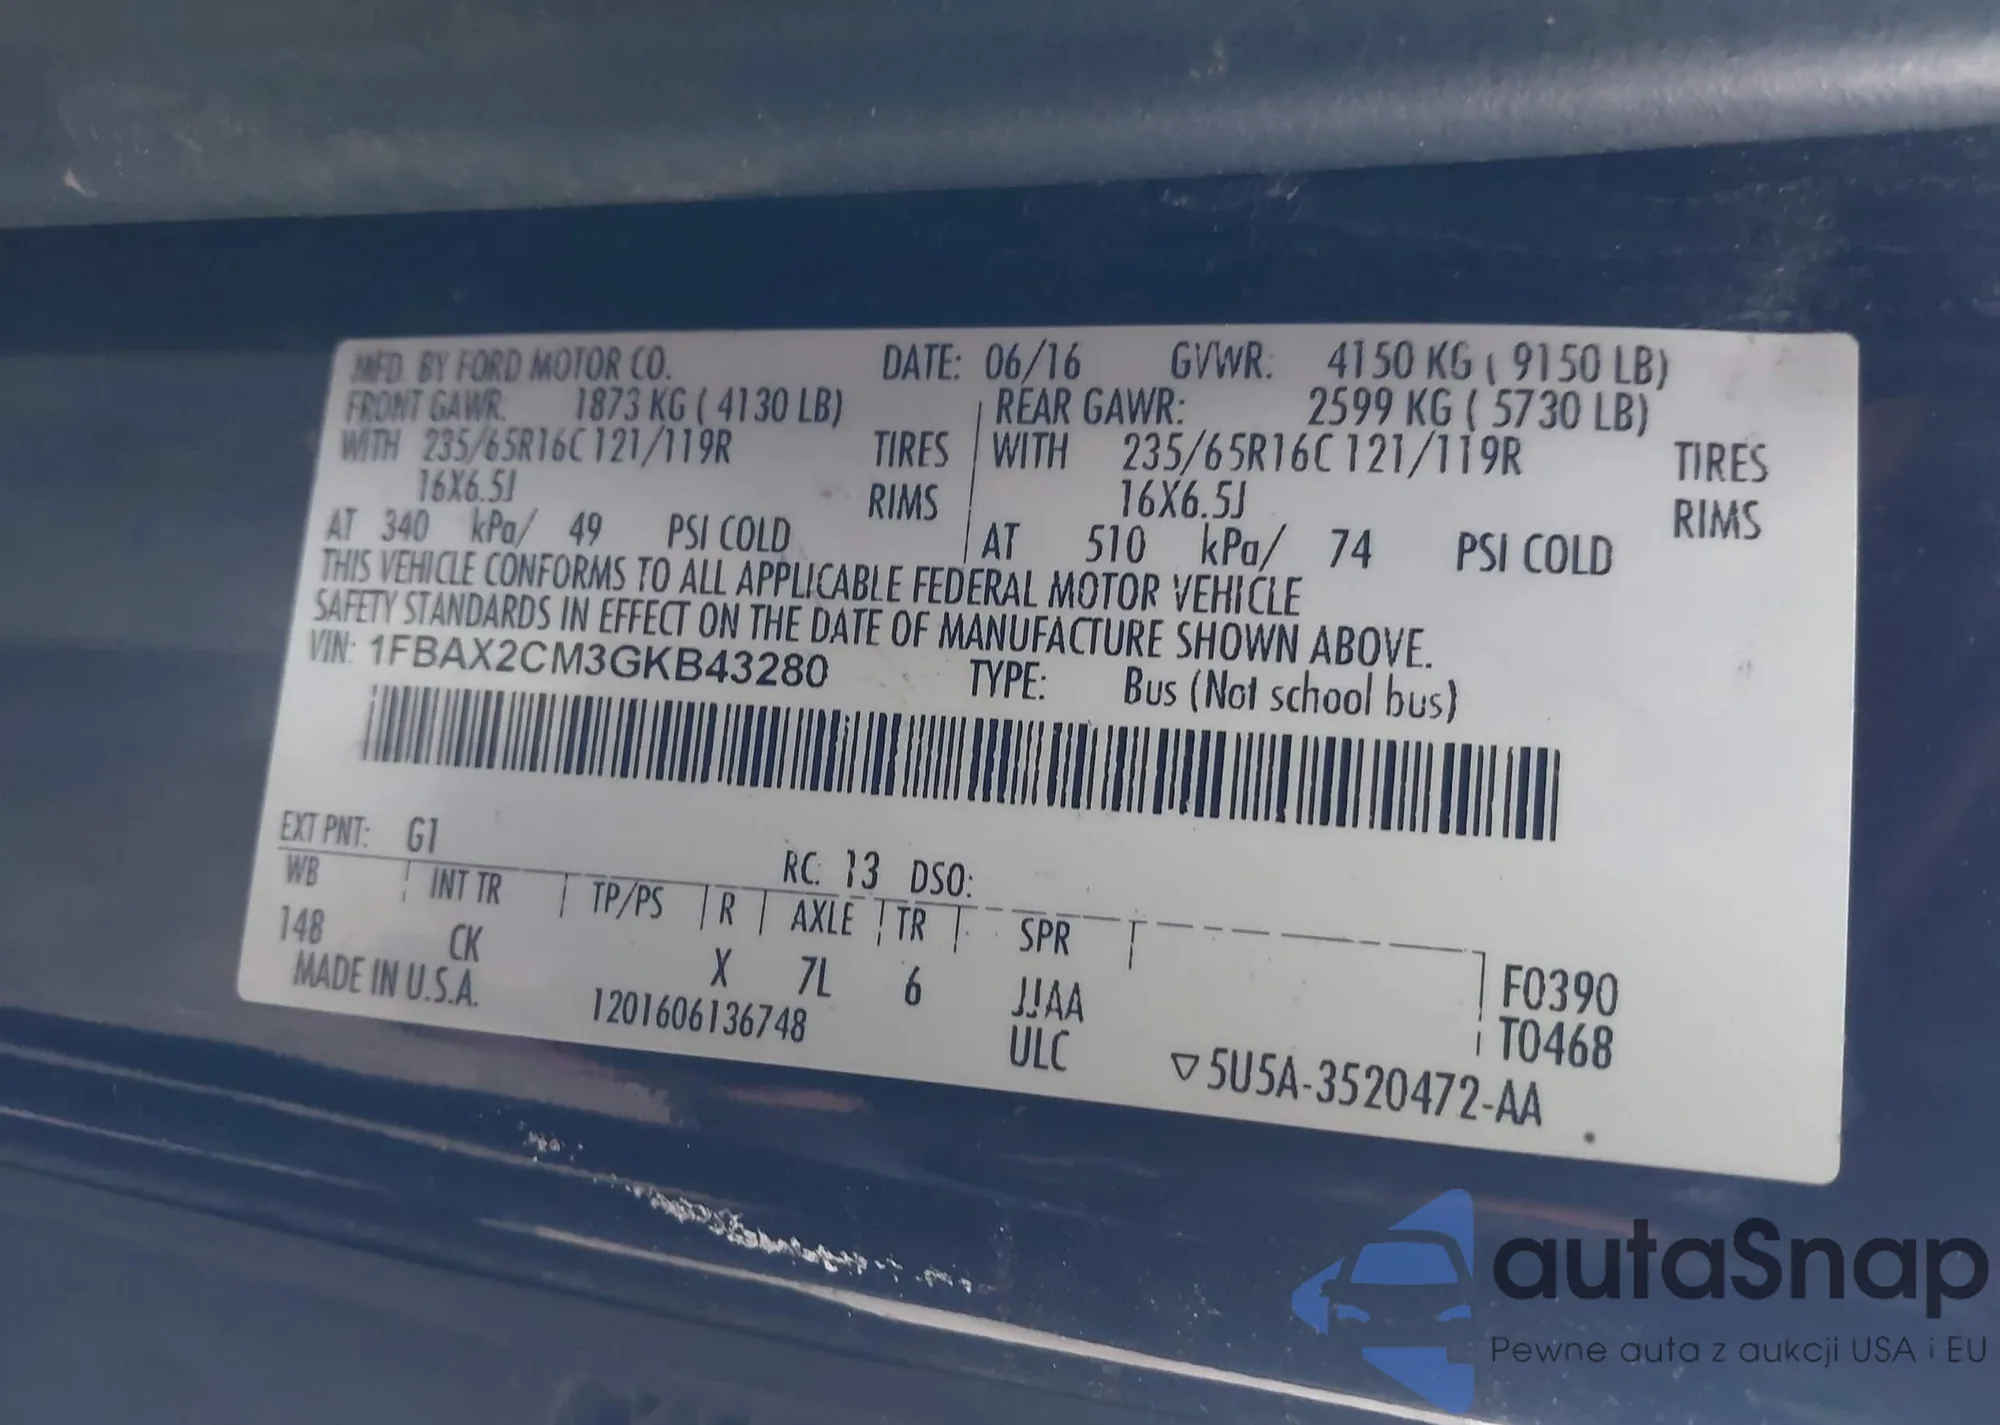 MFD. BY FORD MOTOR CO. DATE: 06/16 GVWR: 4150 KG ( 9150 LB)
FRONT GAWR: 1873 KG ( 4130 LB) REAR GAWR: 2599 KG ( 5730 LB)
WITH 235/65R16C 121/119R TIRES WITH 235/65R16C 121/119R TIRES
16X6.5J RIMS 16X6.5J RIMS
AT 340 kPa/ 49 PSI COLD AT 510 kPa/ 74 PSI COLD
THIS VEHICLE CONFORMS TO ALL APPLICABLE FEDERAL MOTOR VEHICLE
SAFETY STANDARDS IN EFFECT ON THE DATE OF MANUFACTURE SHOWN ABOVE.
VIN: 1FBAX2CM3GKB43280 TYPE: Bus (Not school bus)
EXT PNT: G1 RC: 13 DSO:
WB INT TR TP/PS R AXLE TR SPR
148 CK X 7L 6 JJAA F0390
MADE IN U.S.A. 1201606136748 ULC T0468
▽5U5A-3520472-AA
autaSnap
Pewne auta z aukcji USA i EU